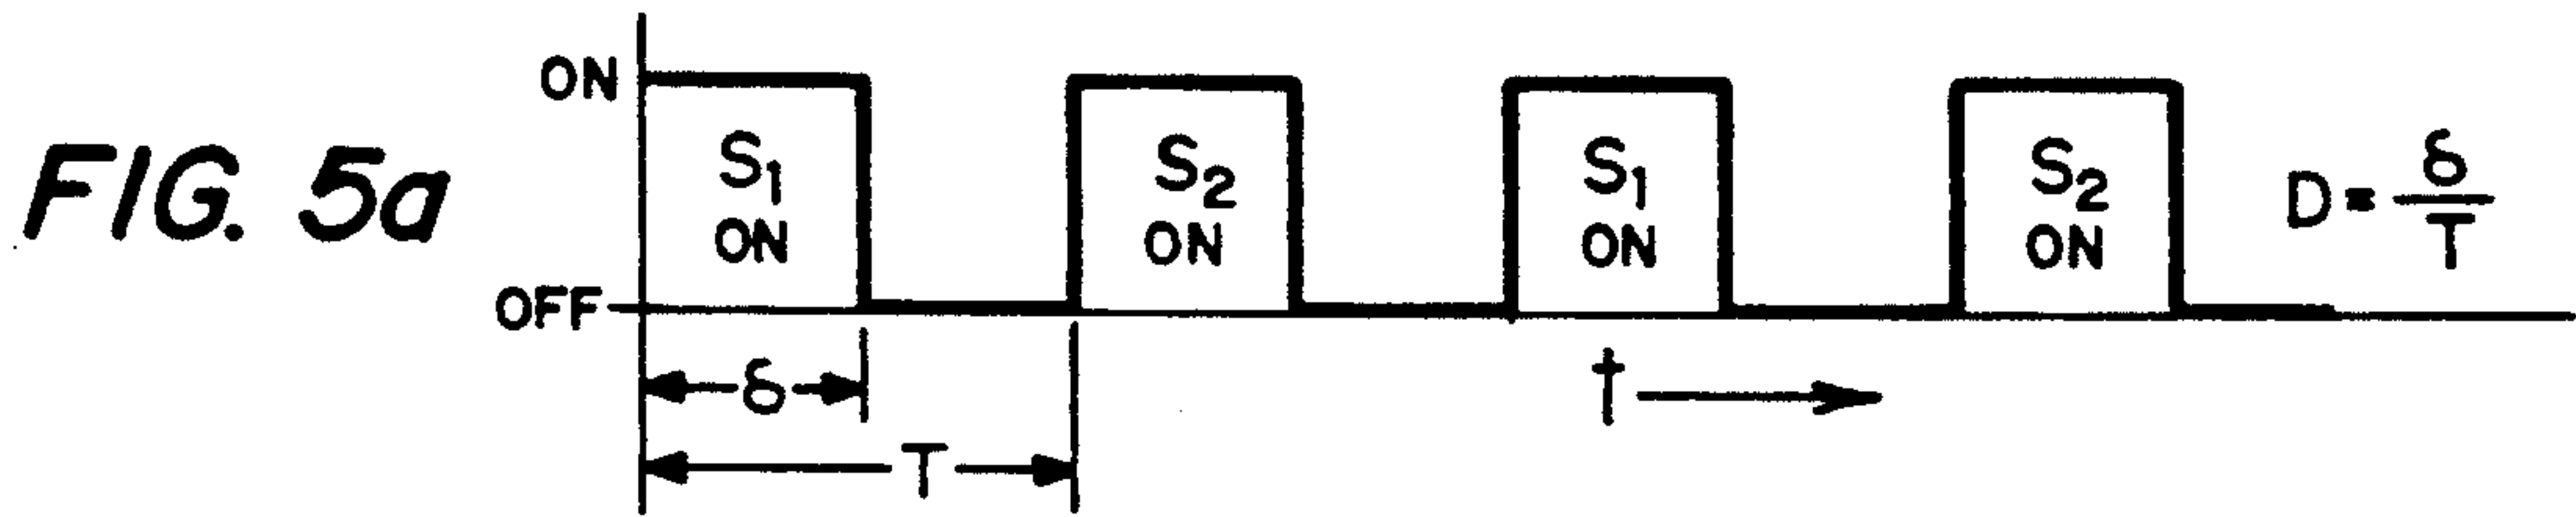 FIG. 5a
ON
OFF
S₁
ON
S₂
ON
S₁
ON
S₂
ON
D = δ/T
δ
T
t